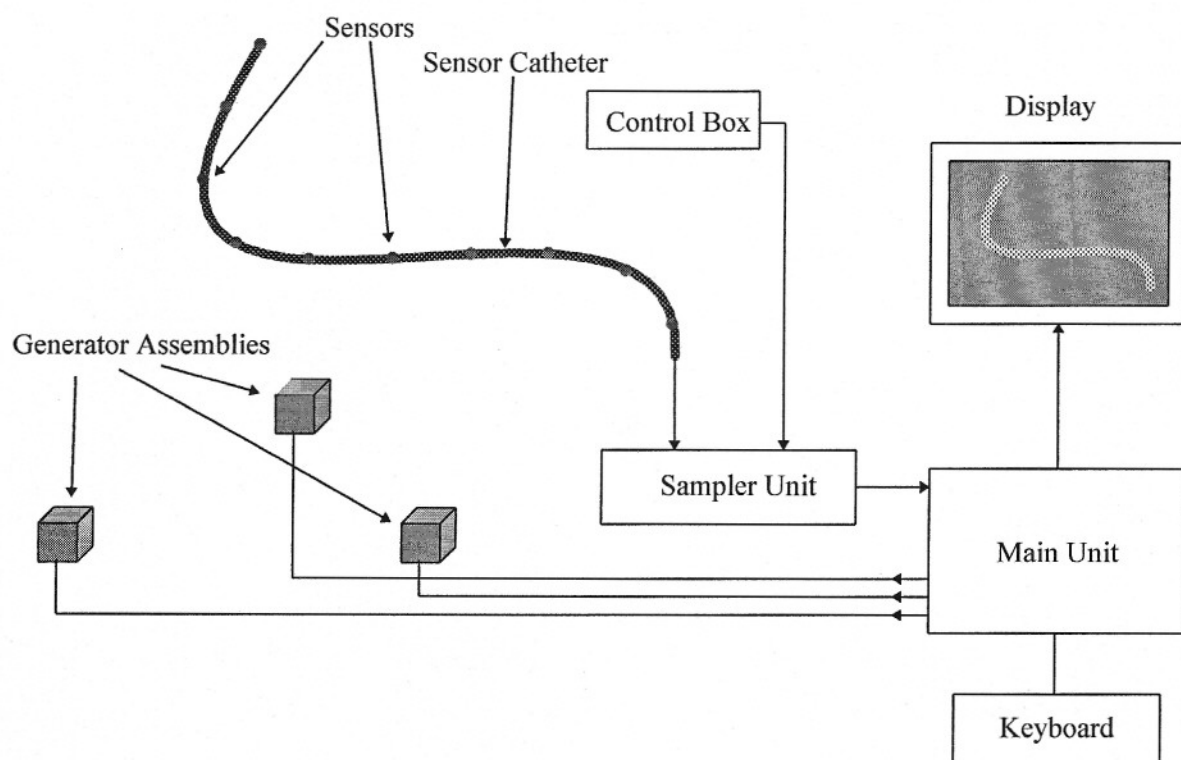 Sensors
Sensor Catheter
Control Box
Display
Generator Assemblies
Sampler Unit
Main Unit
Keyboard